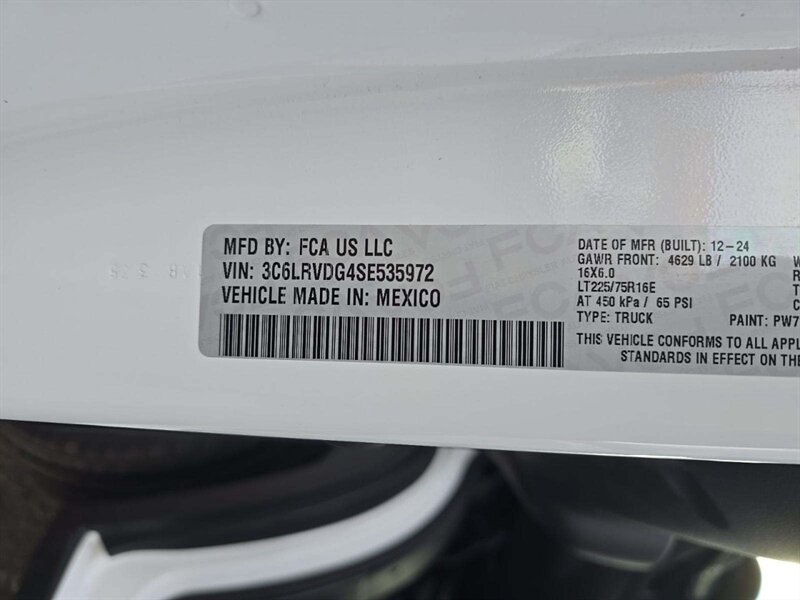 MFD BY: FCA US LLC
VIN: 3C6LRVDG4SE535972
VEHICLE MADE IN: MEXICO
DATE OF MFR (BUILT): 12-24
GAWR FRONT: 4629 LB / 2100 KG
16X6.0
LT225/75R16E
AT 450 kPa / 65 PSI
TYPE: TRUCK PAINT: PW7
THIS VEHICLE CONFORMS TO ALL APPL
STANDARDS IN EFFECT ON THE